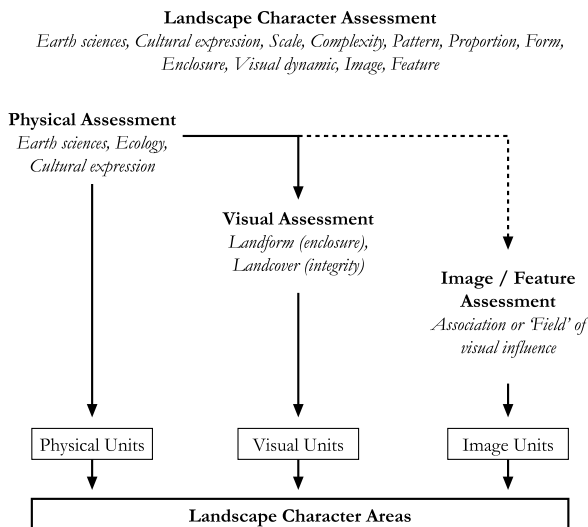 Landscape Character Assessment
Earth sciences, Cultural expression, Scale, Complexity, Pattern, Proportion, Form,
Enclosure, Visual dynamic, Image, Feature
Physical Assessment
Earth sciences, Ecology,
Cultural expression
Visual Assessment
Landform (enclosure),
Landcover (integrity)
Image / Feature
Assessment
Association or ‘Field’ of
visual influence
Physical Units
Visual Units
Image Units
Landscape Character Areas